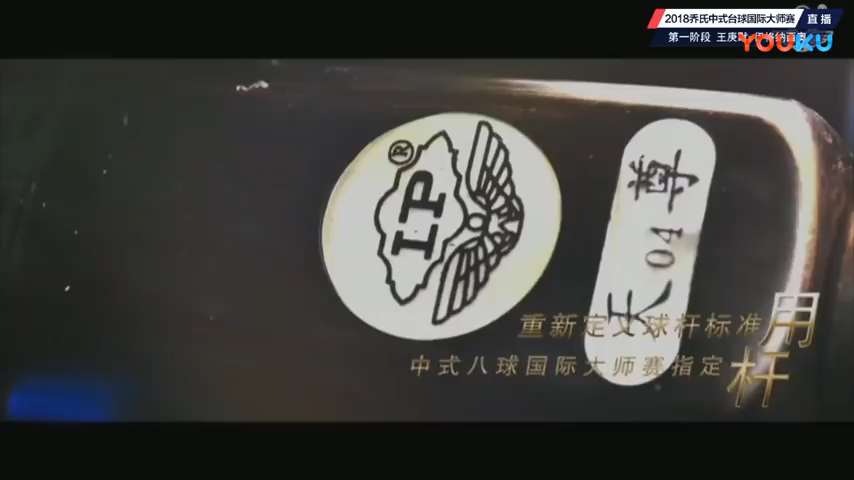 2018乔氏中式台球国际大师赛 直播
第一阶段 王庚
YOUKU
® IP
尊
04
天
重新定义球杆标准
中式八球国际大师赛指定
用杆